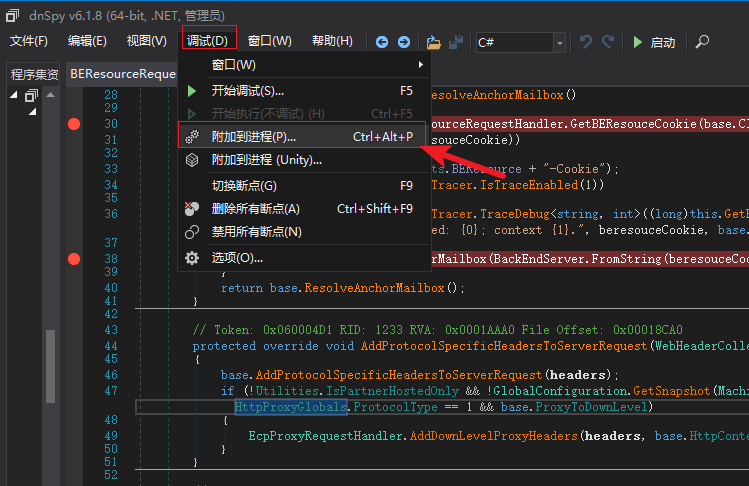 dnSpy v6.1.8 (64-bit, .NET, 管理员)
文件(F) 编辑(E) 视图(V) 调试(D) 窗口(W) 帮助(H) C# 启动
程序集资 BEResourceReque
窗口(W)
开始调试(S)... F5
开始执行(不调试) (H) Ctrl+F5
附加到进程(P)... Ctrl+Alt+P
附加到进程 (Unity)...
切换断点(G) F9
删除所有断点(A) Ctrl+Shift+F9
禁用所有断点(N)
选项(O)...
28 esolveAnchorMailbox()
29
30 ourceRequestHandler.GetBEResouceCookie(base.Cl
31 esouceCookie))
32
33 ts.BEResource + "-Cookie");
34 Tracer.IsTraceEnabled(1))
35
36 Tracer.TraceDebug<string, int>((long)this.GetH
ed: {0}; context {1}.", beresouceCookie, base.
37
38 rMailbox(BackEndServer.FromString(beresouceCoo
39 }
40 return base.ResolveAnchorMailbox();
41 }
42
43 // Token: 0x060004D1 RID: 1233 RVA: 0x0001AAA0 File Offset: 0x00018CA0
44 protected override void AddProtocolSpecificHeadersToServerRequest(WebHeaderColle
45 {
46 base.AddProtocolSpecificHeadersToServerRequest(headers);
47 if (!Utilities.IsPartnerHostedOnly && !GlobalConfiguration.GetSnapshot(Machi
HttpProxyGlobals.ProtocolType == 1 && base.ProxyToDownLevel)
48 {
49 EcpProxyRequestHandler.AddDownLevelProxyHeaders(headers, base.HttpConte
50 }
51 }
52